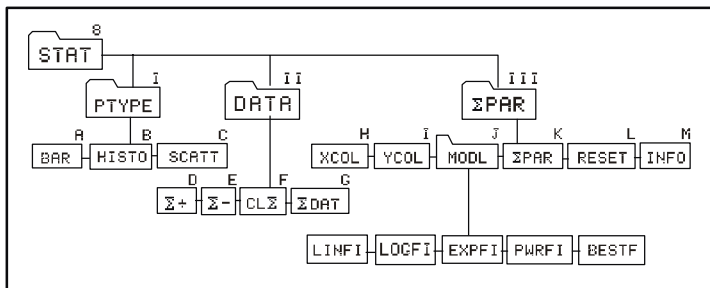 8
STAT
I II III
PTYPE DATA ΣPAR
A B C H I J K L M
BAR HISTO SCATT XCOL YCOL MODL ΣPAR RESET INFO
D E F G
Σ+ Σ- CLΣ ΣDAT
LINFI LOGFI EXPFI PWRFI BESTF